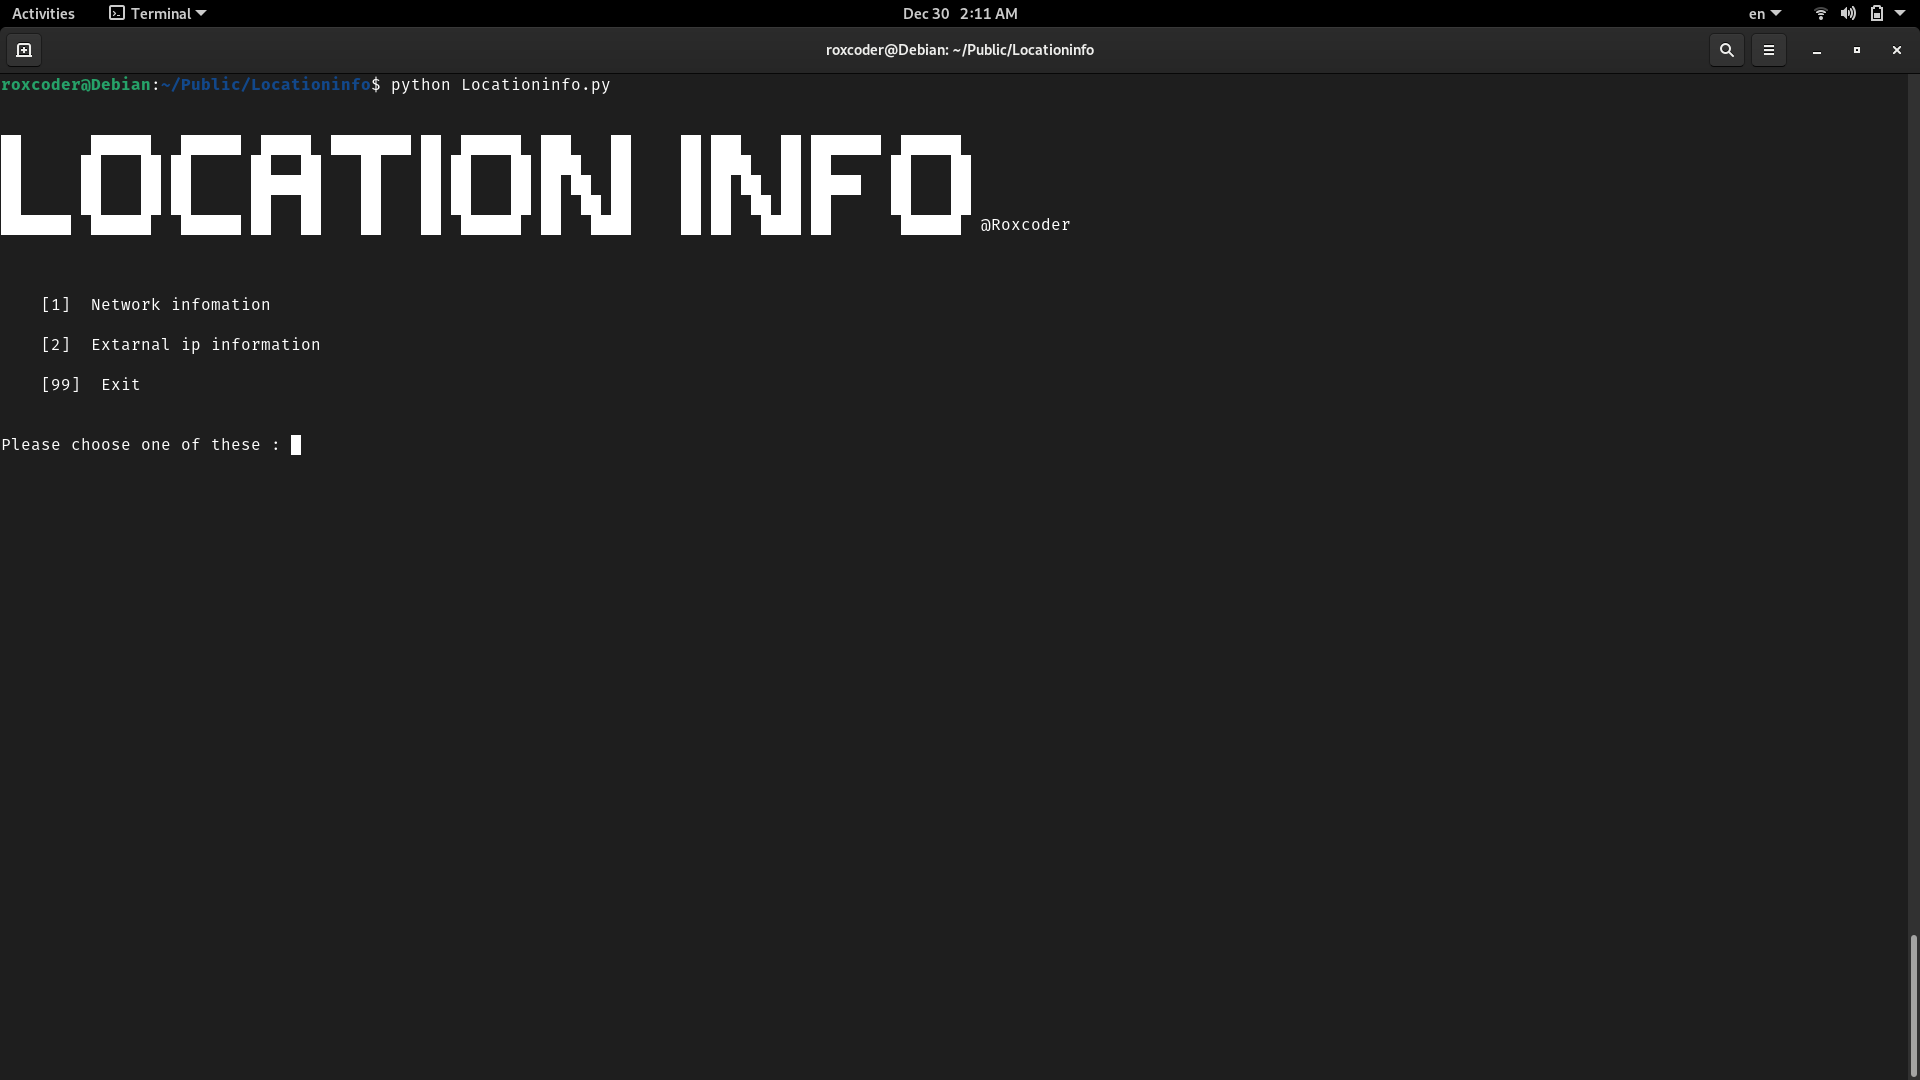 Activities Terminal Dec 30 2:11 AM en
roxcoder@Debian: ~/Public/Locationinfo
roxcoder@Debian:~/Public/Locationinfo$ python Locationinfo.py
LOCATION INFO @Roxcoder
[1] Network infomation
[2] Extarnal ip information
[99] Exit
Please choose one of these :